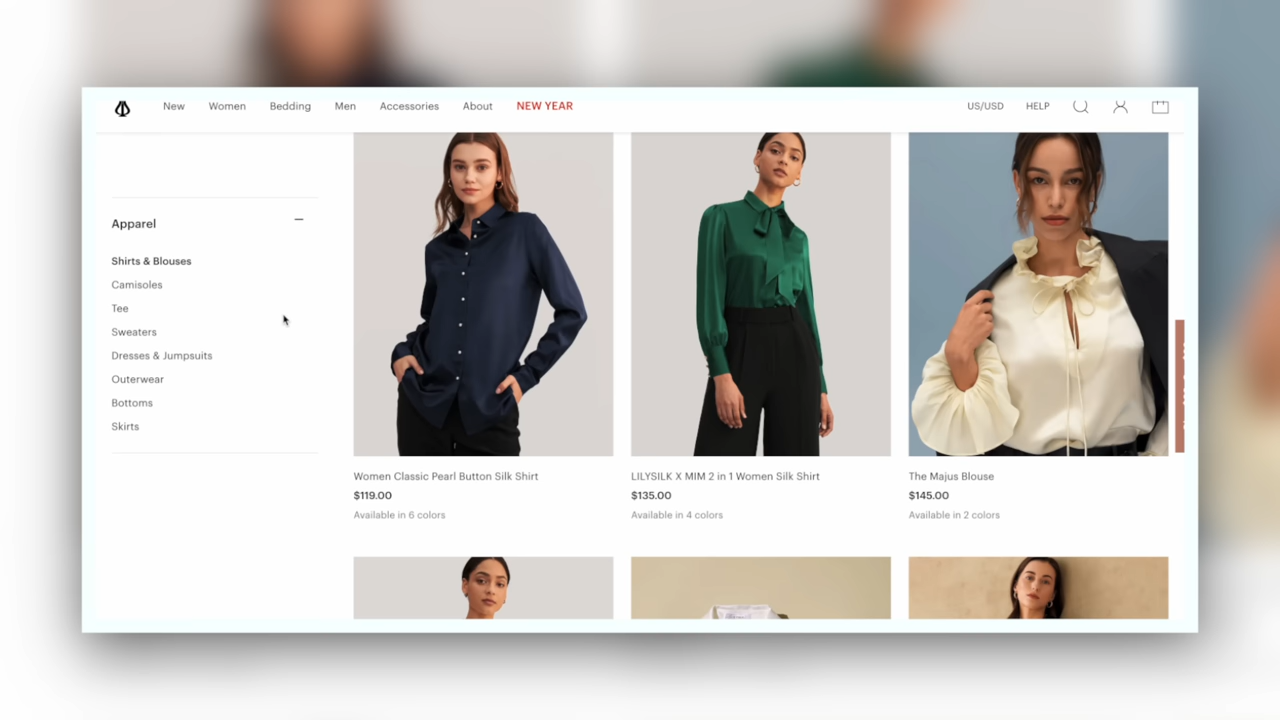 New Women Bedding Men Accessories About NEW YEAR US/USD HELP
Apparel
Shirts & Blouses
Camisoles
Tee
Sweaters
Dresses & Jumpsuits
Outerwear
Bottoms
Skirts
Women Classic Pearl Button Silk Shirt
$119.00
Available in 6 colors
LILYSILK X MIM 2 in 1 Women Silk Shirt
$135.00
Available in 4 colors
The Majus Blouse
$145.00
Available in 2 colors